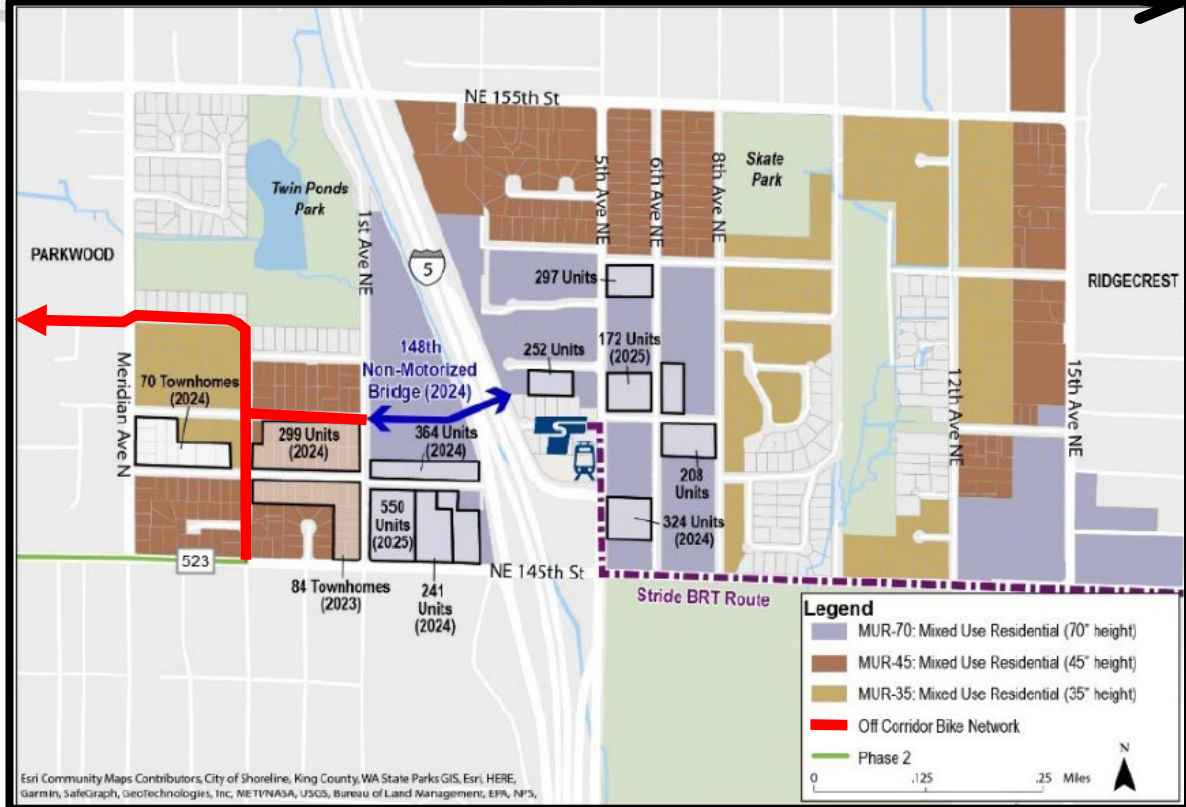 NE 155th St
Twin Ponds
Park
Skate
Park
5th Ave NE
6th Ave NE
8th Ave NE
1st Ave NE
PARKWOOD
5
RIDGECREST
297 Units
148th
Non-Motorized
Bridge (2024)
252 Units
172 Units
(2025)
Meridian Ave N
70 Townhomes
(2024)
12th Ave NE
15th Ave NE
299 Units
(2024)
364 Units
(2024)
208
Units
550
Units
(2025)
324 Units
(2024)
523
NE 145th St
84 Townhomes
(2023)
241
Units
(2024)
Stride BRT Route
Legend
MUR-70: Mixed Use Residential (70" height)
MUR-45: Mixed Use Residential (45" height)
MUR-35: Mixed Use Residential (35" height)
Off Corridor Bike Network
Phase 2
N
0 .125 .25 Miles
Esri Community Maps Contributors, City of Shoreline, King County, WA State Parks GIS, Esri, HERE,
Garmin, SafeGraph, GeoTechnologies, Inc, METI/NASA, USGS, Bureau of Land Management, EPA, NPS,